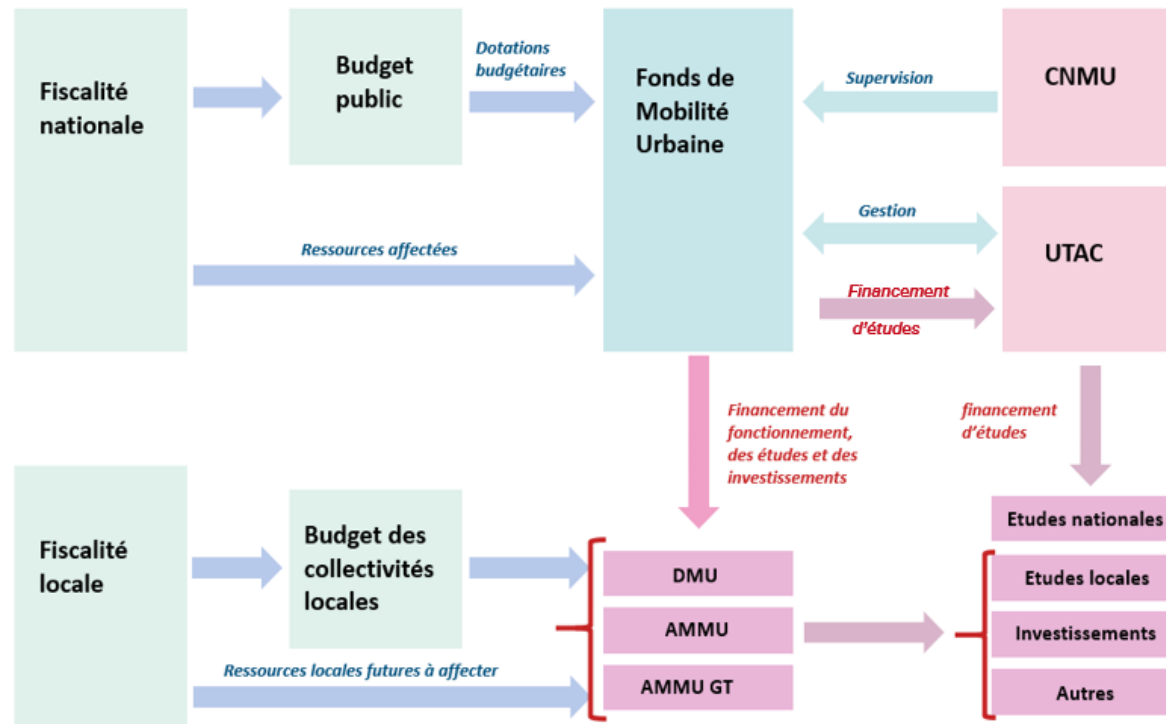 Fiscalité
nationale
Budget
public
Dotations
budgétaires
Fonds de
Mobilité
Urbaine
Supervision
CNMU
Ressources affectées
Gestion
UTAC
Financement
d'études
Financement du
fonctionnement,
des études et des
investissements
financement
d'études
Fiscalité
locale
Budget des
collectivités
locales
Ressources locales futures à affecter
DMU
AMMU
AMMU GT
Etudes nationales
Etudes locales
Investissements
Autres